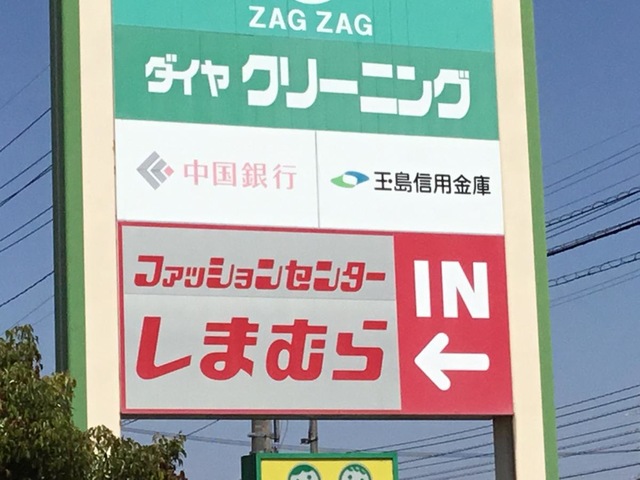 ZAG ZAG
ダイヤ クリーニング
中国銀行
玉島信用金庫
ファッションセンター
しまむら
IN
←